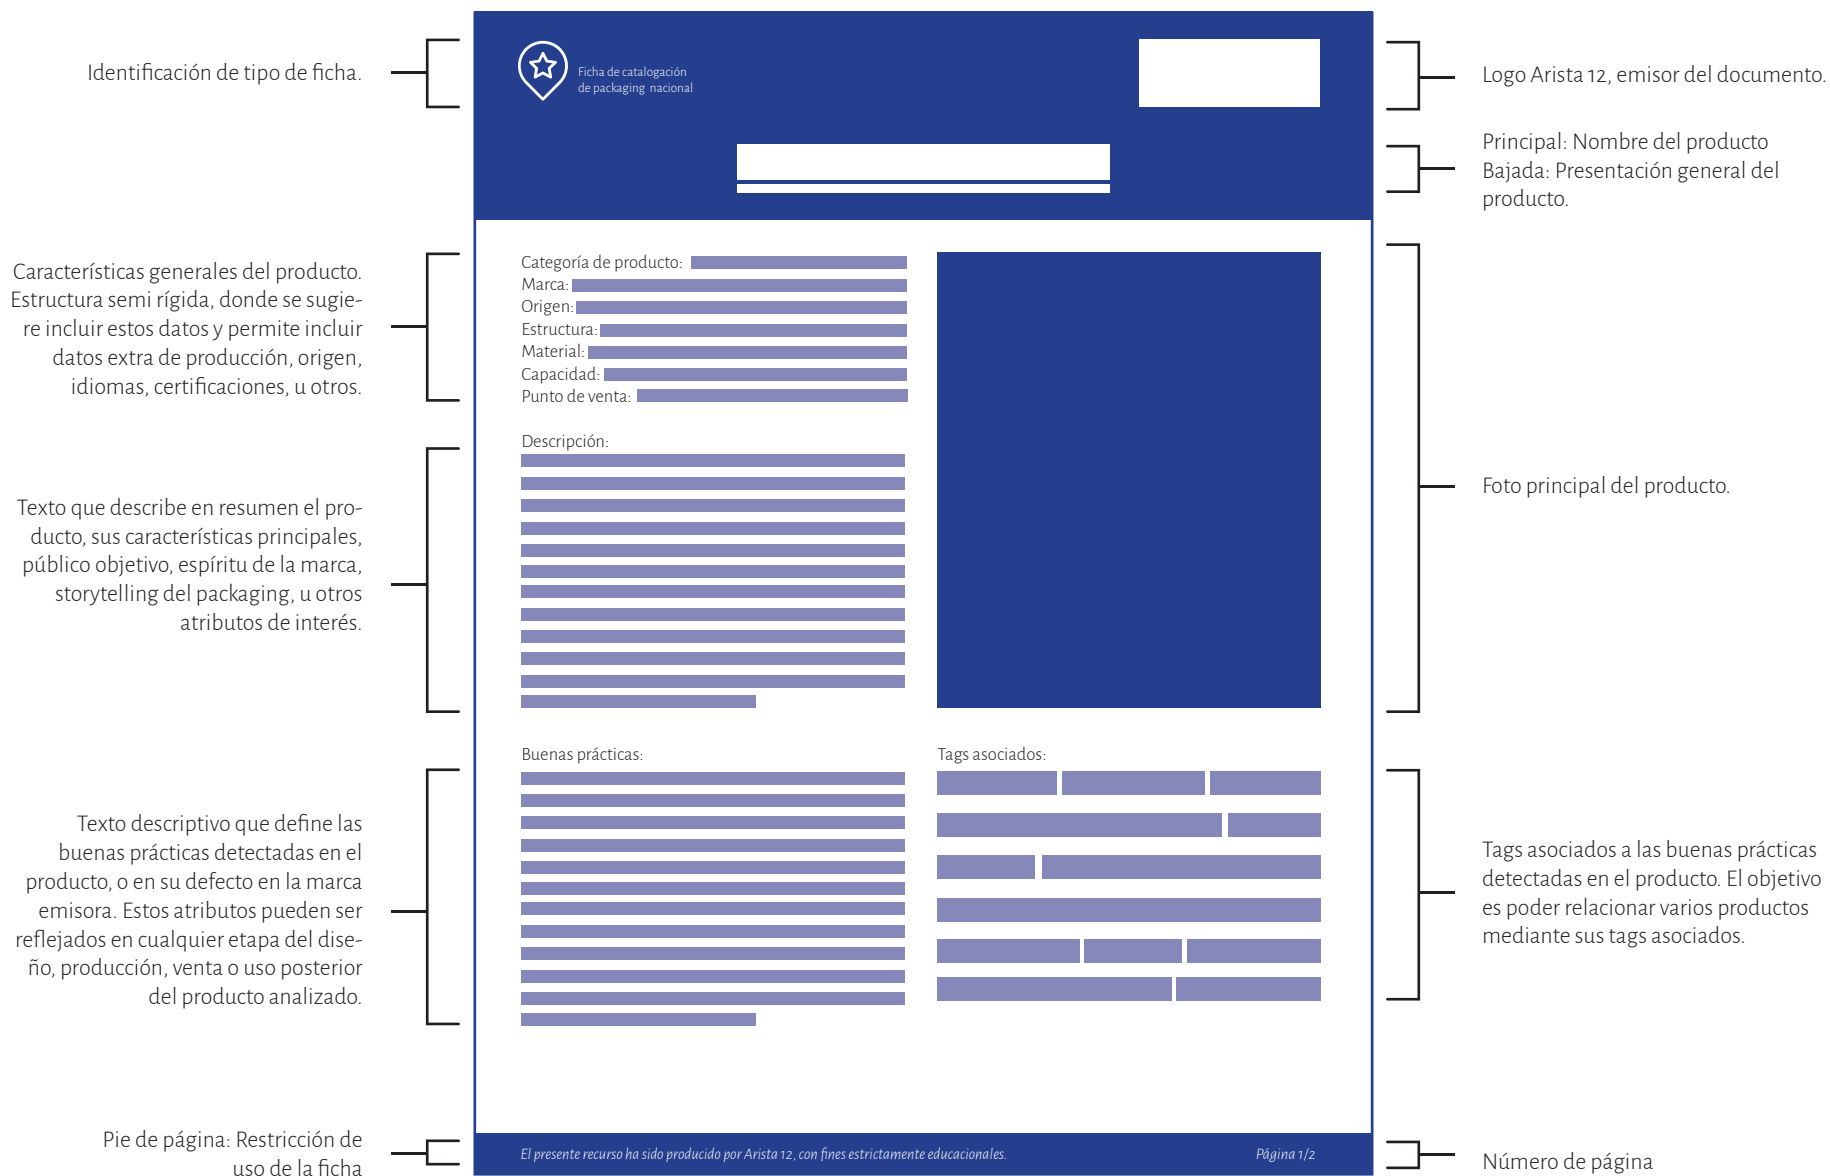 Identificación de tipo de ficha.
Ficha de catalogación
de packaging nacional
Logo Arista 12, emisor del documento.
Principal: Nombre del producto
Bajada: Presentación general del
producto.
Características generales del producto.
Estructura semi rígida, donde se sugie-
re incluir estos datos y permite incluir
datos extra de producción, origen,
idiomas, certificaciones, u otros.
Categoría de producto:
Marca:
Origen:
Estructura:
Material:
Capacidad:
Punto de venta:
Foto principal del producto.
Texto que describe en resumen el pro-
ducto, sus características principales,
público objetivo, espíritu de la marca,
storytelling del packaging, u otros
atributos de interés.
Descripción:
Texto descriptivo que define las
buenas prácticas detectadas en el
producto, o en su defecto en la marca
emisora. Estos atributos pueden ser
reflejados en cualquier etapa del dise-
ño, producción, venta o uso posterior
del producto analizado.
Buenas prácticas:
Tags asociados:
Tags asociados a las buenas prácticas
detectadas en el producto. El objetivo
es poder relacionar varios productos
mediante sus tags asociados.
Pie de página: Restricción de
uso de la ficha
El presente recurso ha sido producido por Arista 12, con fines estrictamente educacionales.
Página 1/2
Número de página